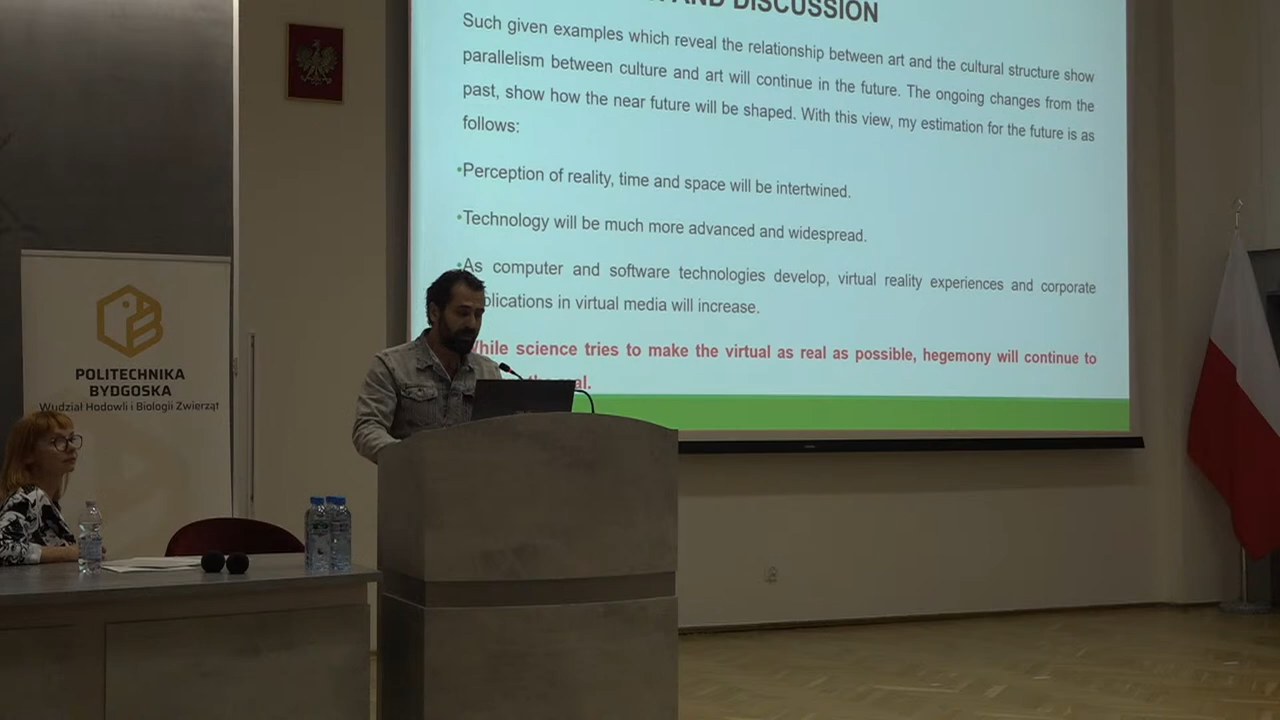 AND DISCUSSION
Such given examples which reveal the relationship between art and the cultural structure show
parallelism between culture and art will continue in the future. The ongoing changes from the
past, show how the near future will be shaped. With this view, my estimation for the future is as
follows:
•Perception of reality, time and space will be intertwined.
•Technology will be much more advanced and widespread.
•As computer and software technologies develop, virtual reality experiences and corporate
plications in virtual media will increase.
While science tries to make the virtual as real as possible, hegemony will continue to
al.
POLITECHNIKA
BYDGOSKA
Wydział Hodowli i Biologii Zwierząt